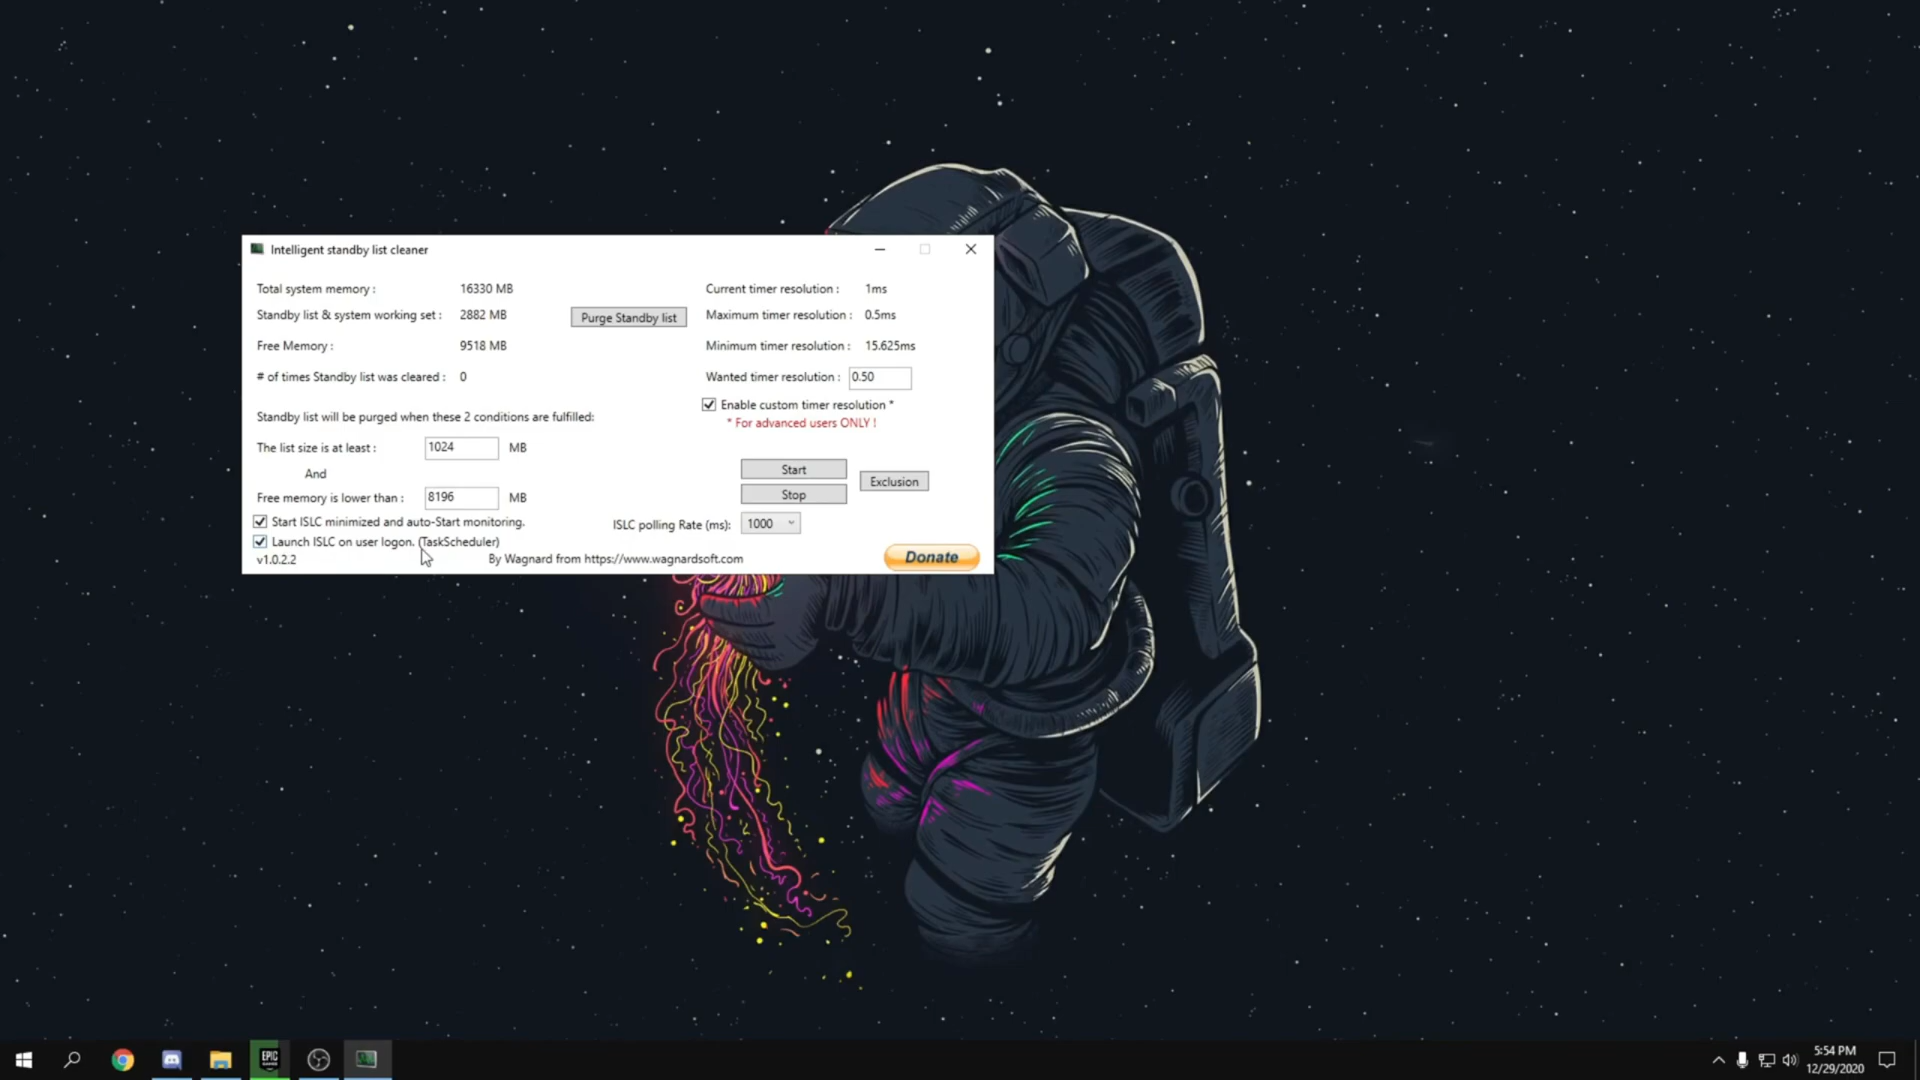 Intelligent standby list cleaner
Total system memory : 16330 MB
Standby list & system working set : 2882 MB
Purge Standby list
Free Memory : 9518 MB
# of times Standby list was cleared : 0
Standby list will be purged when these 2 conditions are fulfilled:
The list size is at least : 1024 MB
And
Free memory is lower than : 8196 MB
Start ISLC minimized and auto-Start monitoring.
Launch ISLC on user logon. (TaskScheduler)
v1.0.2.2
Current timer resolution : 1ms
Maximum timer resolution : 0.5ms
Minimum timer resolution : 15.625ms
Wanted timer resolution : 0.50
Enable custom timer resolution *
* For advanced users ONLY !
Start
Stop
Exclusion
ISLC polling Rate (ms): 1000
By Wagnard from https://www.wagnardsoft.com
Donate
EPIC
GAMES
5:54 PM
12/29/2020